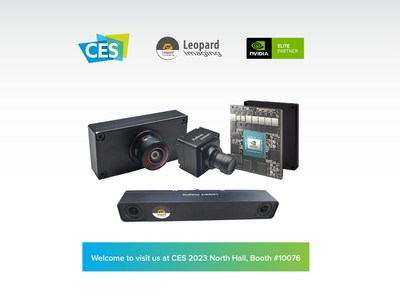 CES
Leopard
imaging
NVIDIA
ELITE
PARTNER
Welcome to visit us at CES 2023 North Hall, Booth #10076